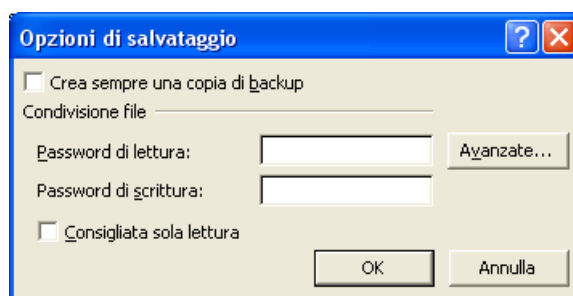 Opzioni di salvataggio
Crea sempre una copia di backup
Condivisione file
Password di lettura:
Avanzate...
Password di scrittura:
Consigliata sola lettura
OK
Annulla